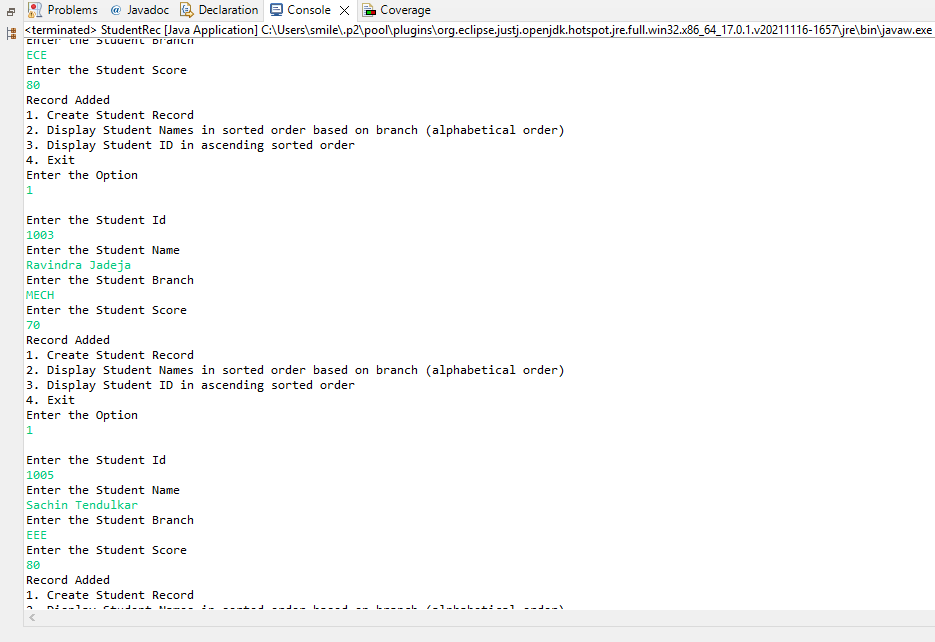 Problems @ Javadoc Declaration Console Coverage
<terminated> StudentRec [Java Application] C:\Users\smile\.p2\pool\plugins\org.eclipse.justj.openjdk.hotspot.jre.full.win32.x86_64_17.0.1.v20211116-1657\jre\bin\javaw.exe
Enter the Student Branch
ECE
Enter the Student Score
80
Record Added
1. Create Student Record
2. Display Student Names in sorted order based on branch (alphabetical order)
3. Display Student ID in ascending sorted order
4. Exit
Enter the Option
1
Enter the Student Id
1003
Enter the Student Name
Ravindra Jadeja
Enter the Student Branch
MECH
Enter the Student Score
70
Record Added
1. Create Student Record
2. Display Student Names in sorted order based on branch (alphabetical order)
3. Display Student ID in ascending sorted order
4. Exit
Enter the Option
1
Enter the Student Id
1005
Enter the Student Name
Sachin Tendulkar
Enter the Student Branch
EEE
Enter the Student Score
80
Record Added
1. Create Student Record
2. Display Student Names in sorted order based on branch (alphabetical order)